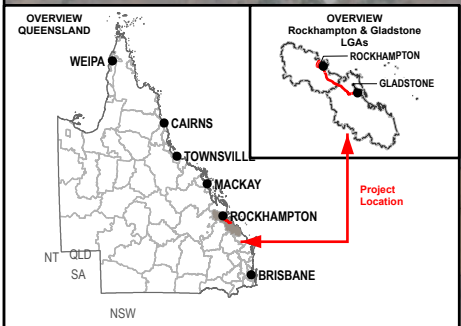 OVERVIEW
QUEENSLAND
WEIPA
CAIRNS
TOWNSVILLE
MACKAY
ROCKHAMPTON
BRISBANE
NT QLD
SA
NSW
OVERVIEW
Rockhampton & Gladstone
LGAs
ROCKHAMPTON
GLADSTONE
Project
Location